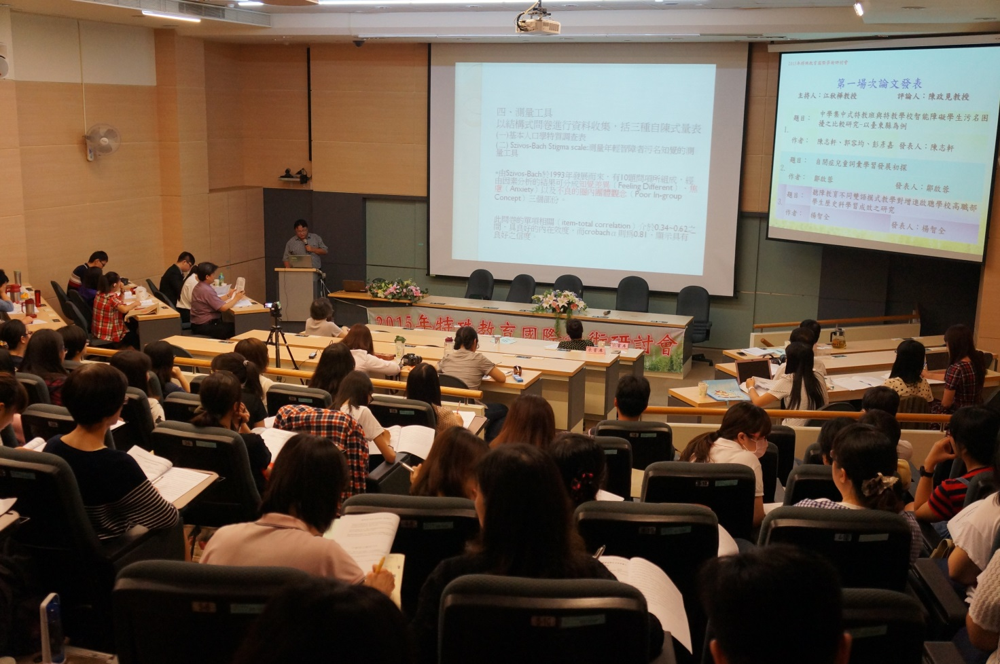 四、測量工具
以結構式問卷進行資料收集，括三種自陳式量表
(一)基本人口學特質調查表
(二) Szivos-Bach Stigma scale:測量年輕智障者污名知覺的測
量工具
•由Szivos-Bach於1993年發展而來，有10題問項所組成，經
由因素分析的結果可分成知覺差異（Feeling Different）、焦
慮（Anxiety）以及不良的團內團體觀念（Poor In-group
Concept）三個部份。
此問卷的單項相關（item-total correlation）介於0.34~0.62之
間，具良好的內在效度，而crobach α 則為0.81，顯示具有
良好之信度。
2015年特殊教育國際學術研討會
第一場次論文發表
主持人：江秋樺教授 評論人：陳政見教授
1. 題目： 中學集中式特教班與特教學校智能障礙學生污名困
擾之比較研究-以臺東縣為例
作者： 陳志軒、郭容均、彭彥嘉 發表人：陳志軒
2. 題目： 自閉症兒童詞彙學習發展初探
作者： 鄒啟蓉 發表人：鄒啟蓉
3. 題目： 聽障教育不同雙語模式教學對增進啟聰學校高職部
學生歷史科學習成效之研究
作者： 楊智全 發表人：楊智全
2015年特殊教育國際 術研討會